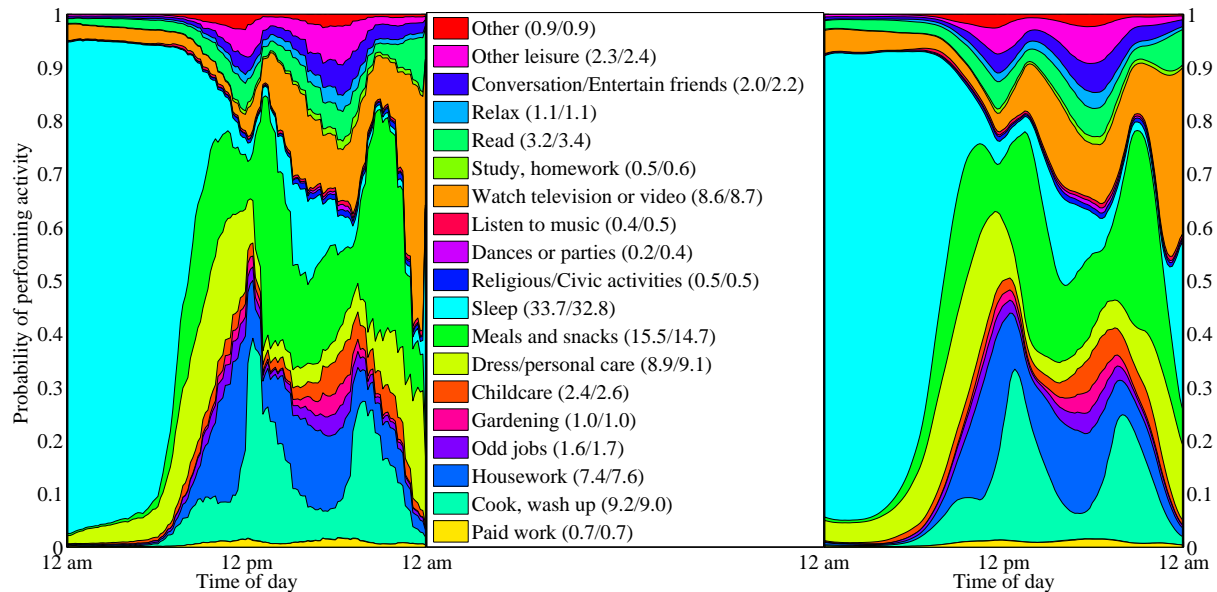 Probability of performing activity
1
0.9
0.8
0.7
0.6
0.5
0.4
0.3
0.2
0.1
0
12 am
12 pm
12 am
Time of day
Other (0.9/0.9)
Other leisure (2.3/2.4)
Conversation/Entertain friends (2.0/2.2)
Relax (1.1/1.1)
Read (3.2/3.4)
Study, homework (0.5/0.6)
Watch television or video (8.6/8.7)
Listen to music (0.4/0.5)
Dances or parties (0.2/0.4)
Religious/Civic activities (0.5/0.5)
Sleep (33.7/32.8)
Meals and snacks (15.5/14.7)
Dress/personal care (8.9/9.1)
Childcare (2.4/2.6)
Gardening (1.0/1.0)
Odd jobs (1.6/1.7)
Housework (7.4/7.6)
Cook, wash up (9.2/9.0)
Paid work (0.7/0.7)
1
0.9
0.8
0.7
0.6
0.5
0.4
0.3
0.2
0.1
0
12 am
12 pm
12 am
Time of day